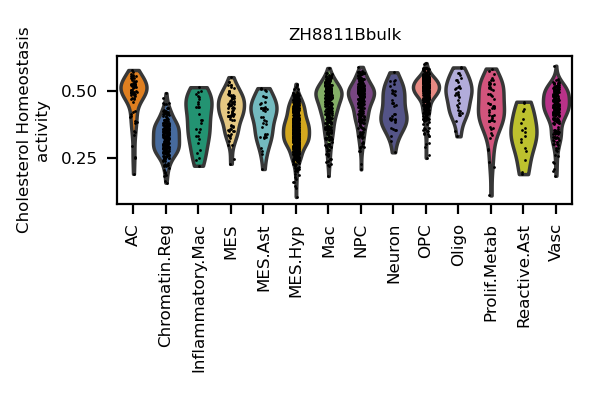 ZH8811Bbulk
Cholesterol Homeostasis
activity
0.50
0.25
AC
Chromatin.Reg
Inflammatory.Mac
MES
MES.Ast
MES.Hyp
Mac
NPC
Neuron
OPC
Oligo
Prolif.Metab
Reactive.Ast
Vasc